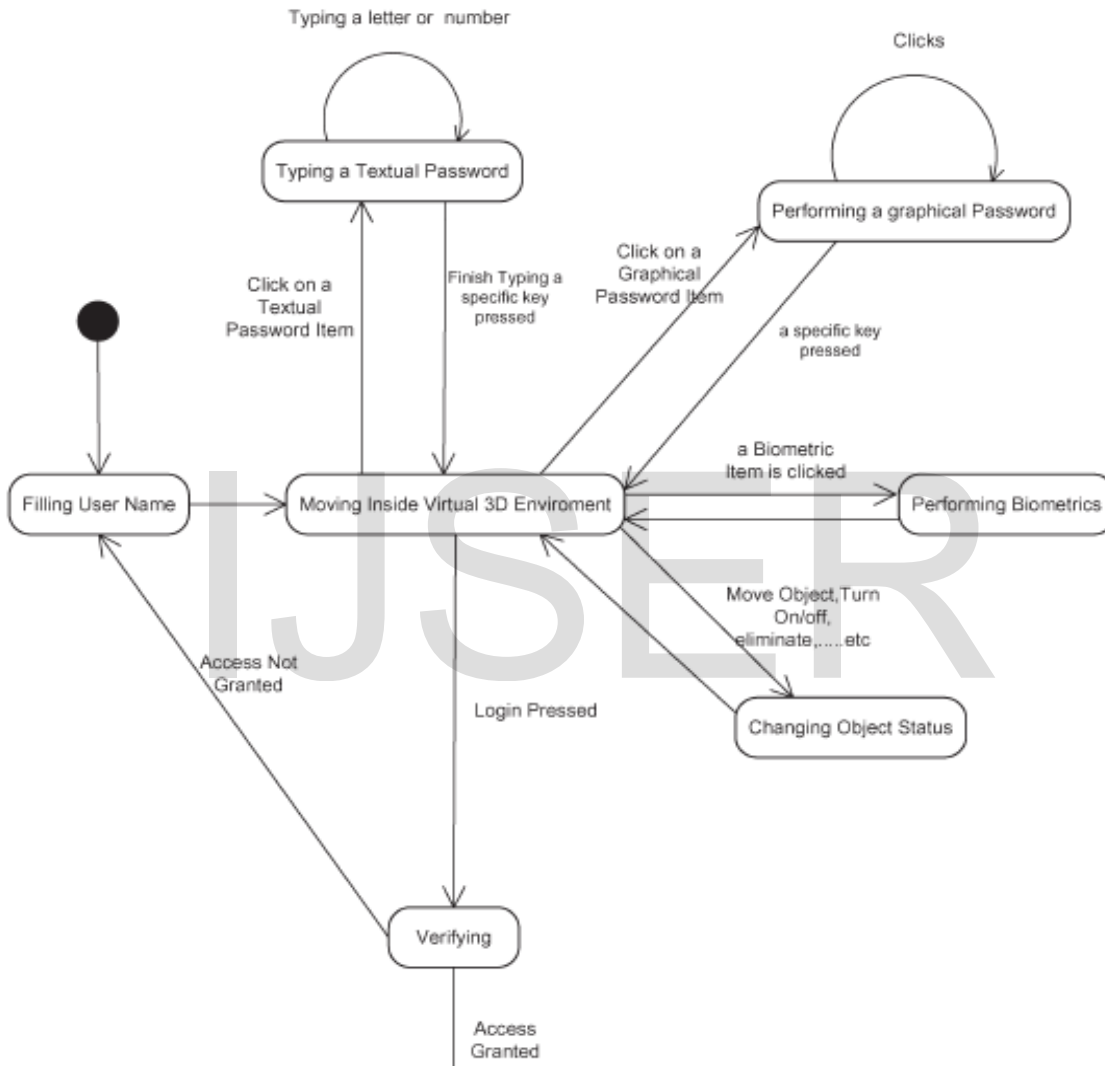 Typing a letter or number
Clicks
Typing a Textual Password
Performing a graphical Password
Click on a
Textual
Password Item
Finish Typing a
specific key
pressed
Click on a
Graphical
Password Item
a specific key
pressed
a Biometric
Item is clicked
Filling User Name
Moving Inside Virtual 3D Enviroment
Performing Biometrics
IJSER
Move Object,Turn
On/off,
eliminate,.....etc
Access Not
Granted
Login Pressed
Changing Object Status
Verifying
Access
Granted